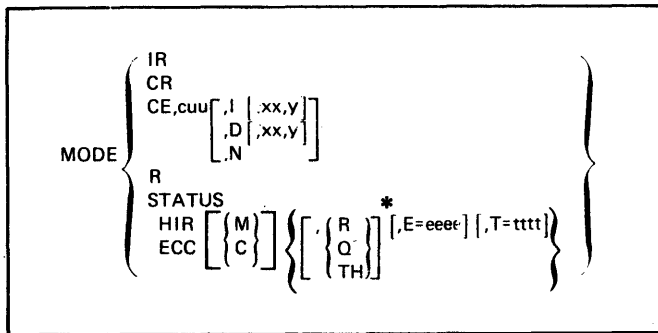 IR
CR
CE,cuu[,I [,xx,y]
,D [,xx,y]
,N]
MODE
R
STATUS
*
HIR [{M
ECC C}] {[, {R
Q
TH}] [,E=eeee] [,T=tttt]}